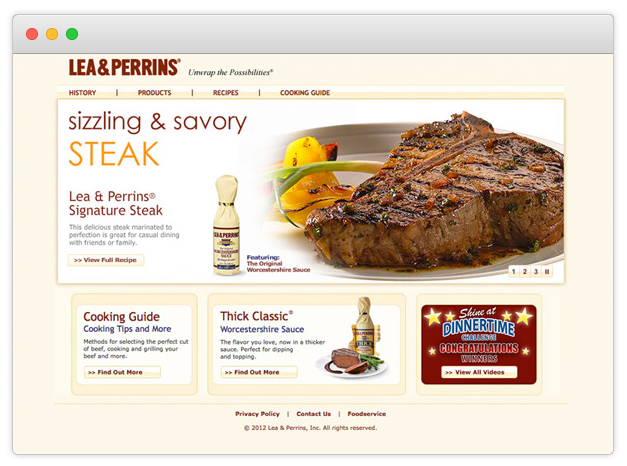 LEA & PERRINS® Unwrap the Possibilities®
HISTORY | PRODUCTS | RECIPES | COOKING GUIDE
sizzling & savory
STEAK
Lea & Perrins®
Signature Steak
This delicious steak marinated to
perfection is great for casual dining
with friends or family.
>> View Full Recipe
LEA & PERRINS
Featuring:
The Original
Worcestershire Sauce
1 2 3 II
Cooking Guide
Cooking Tips and More
Methods for selecting the perfect cut
of beef, cooking and grilling your
beef and more.
>> Find Out More
Thick Classic®
Worcestershire Sauce
The flavor you love, now in a thicker
sauce. Perfect for dipping
and topping.
>> Find Out More
Shine at
DINNERTIME
CHALLENGE
CONGRATULATIONS
WINNERS
>> View All Videos
Privacy Policy | Contact Us | Foodservice
© 2012 Lea & Perrins, Inc. All rights reserved.